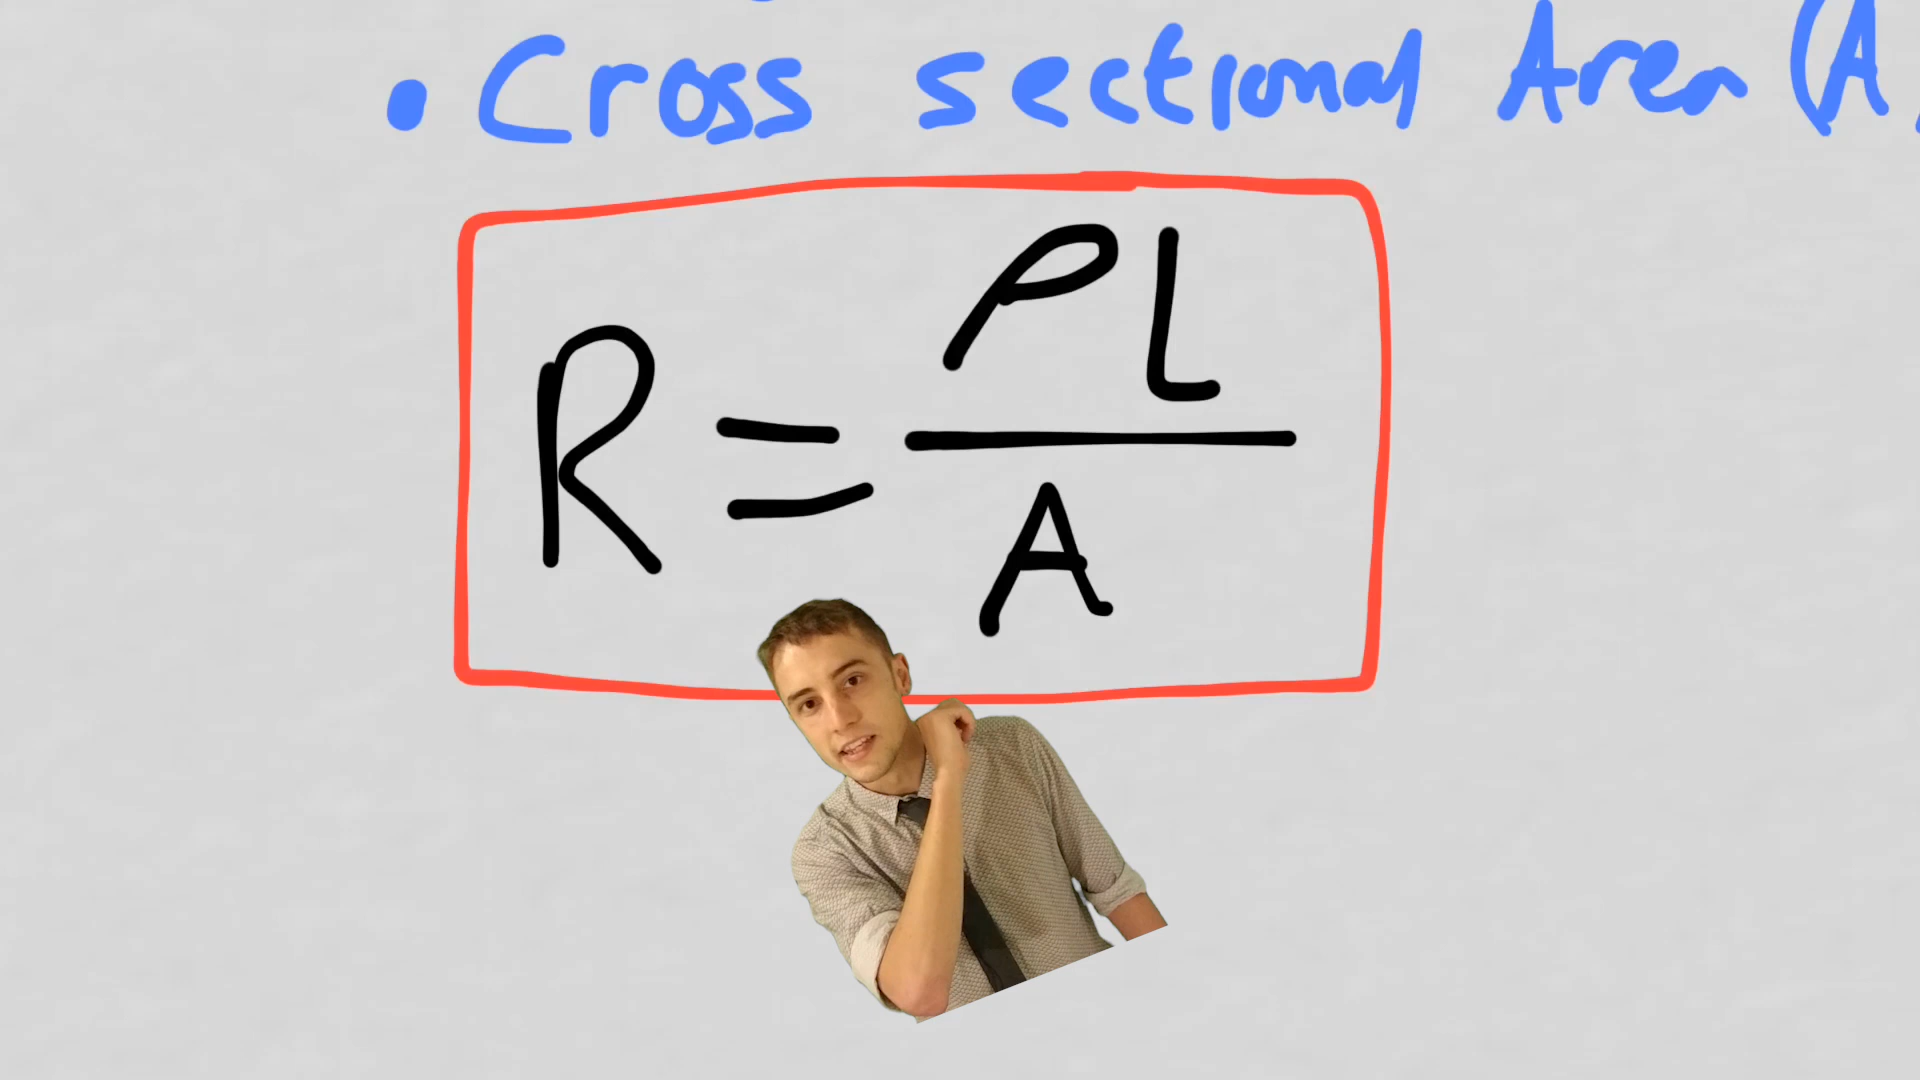 • Cross sectional Area (A
R = ρL
A